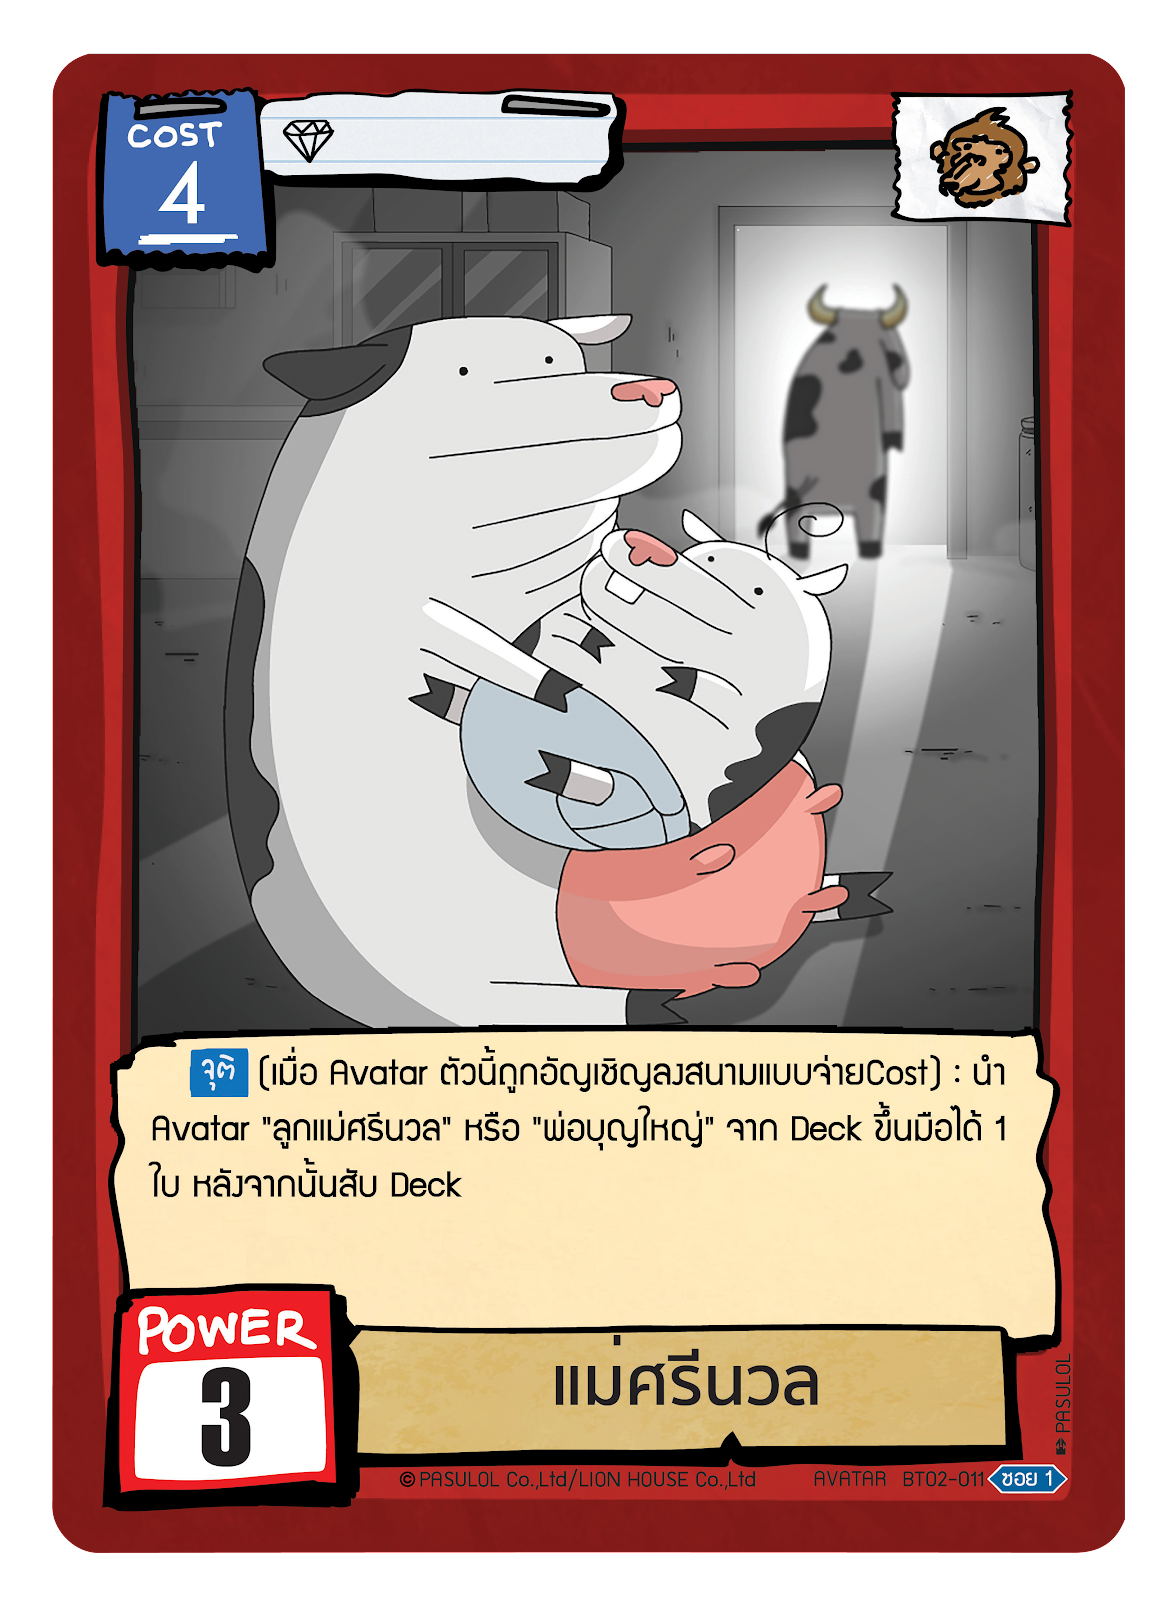 COST
4
จุติ (เมื่อ Avatar ตัวนี้ถูกอัญเชิญลงสนามแบบจ่ายCost) : นำ
Avatar "ลูกแม่ศรีนวล" หรือ "พ่อบุญใหญ่" จาก Deck ขึ้นมือได้ 1
ใบ หลังจากนั้นสับ Deck
POWER
3
แม่ศรีนวล
PASULOL
© PASULOL Co.,Ltd/LION HOUSE Co.,Ltd
AVATAR BT02-011 ซอย 1